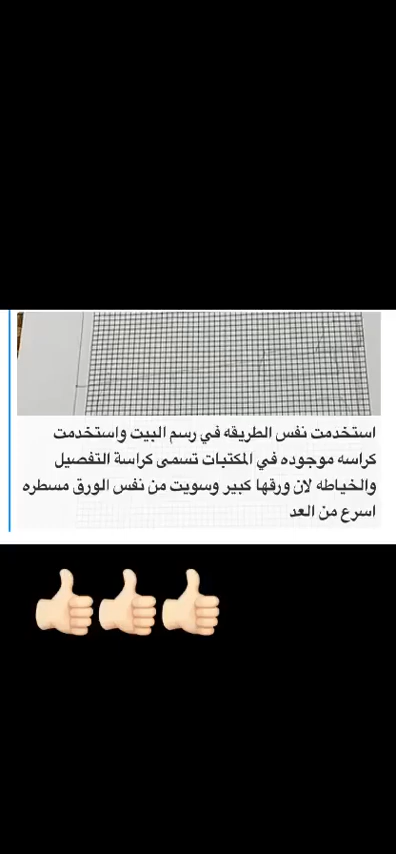 استخدمت نفس الطريقه في رسم البيت واستخدمت
كراسه موجوده في المكتبات تسمى كراسة التفصيل
والخياطه لان ورقها كبير وسويت من نفس الورق مسطره
اسرع من العد